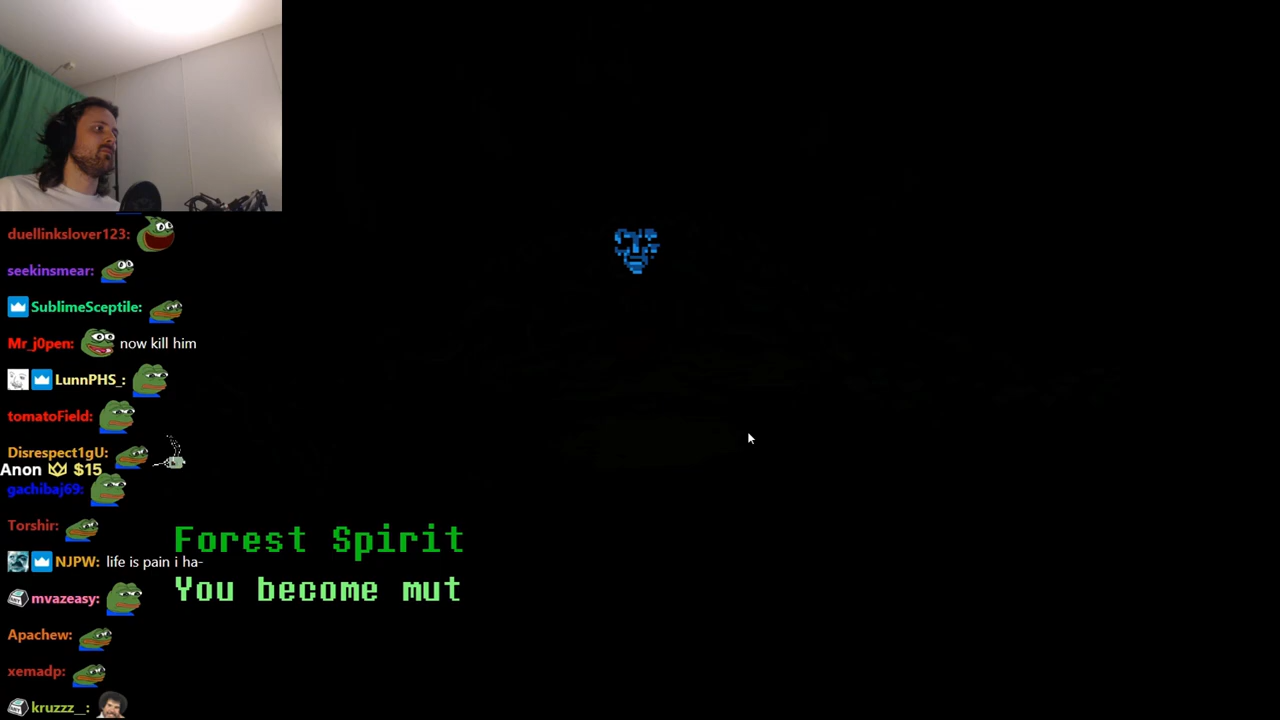 duellinkslover123:
seekinsmear:
SublimeSceptile:
Mr_j0pen: now kill him
LunnPHS_:
tomatoField:
Disrespect1gU:
Anon $15
gachibaj69:
Torshir:
NJPW: life is pain i ha-
mvazeasy:
Apachew:
xemadp:
kruzzz__:
Forest Spirit
You become mut